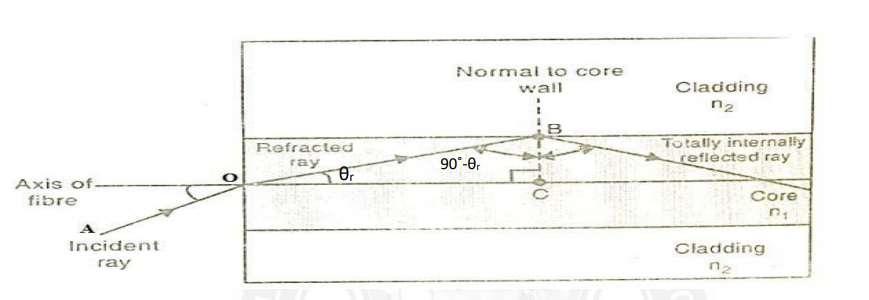 Normal to core
wall
Cladding
n2
B
Refracted
ray
θr
90°-θr
Totally internally
reflected ray
Axis of
fibre
O
C
Core
n1
A
Incident
ray
Cladding
n2